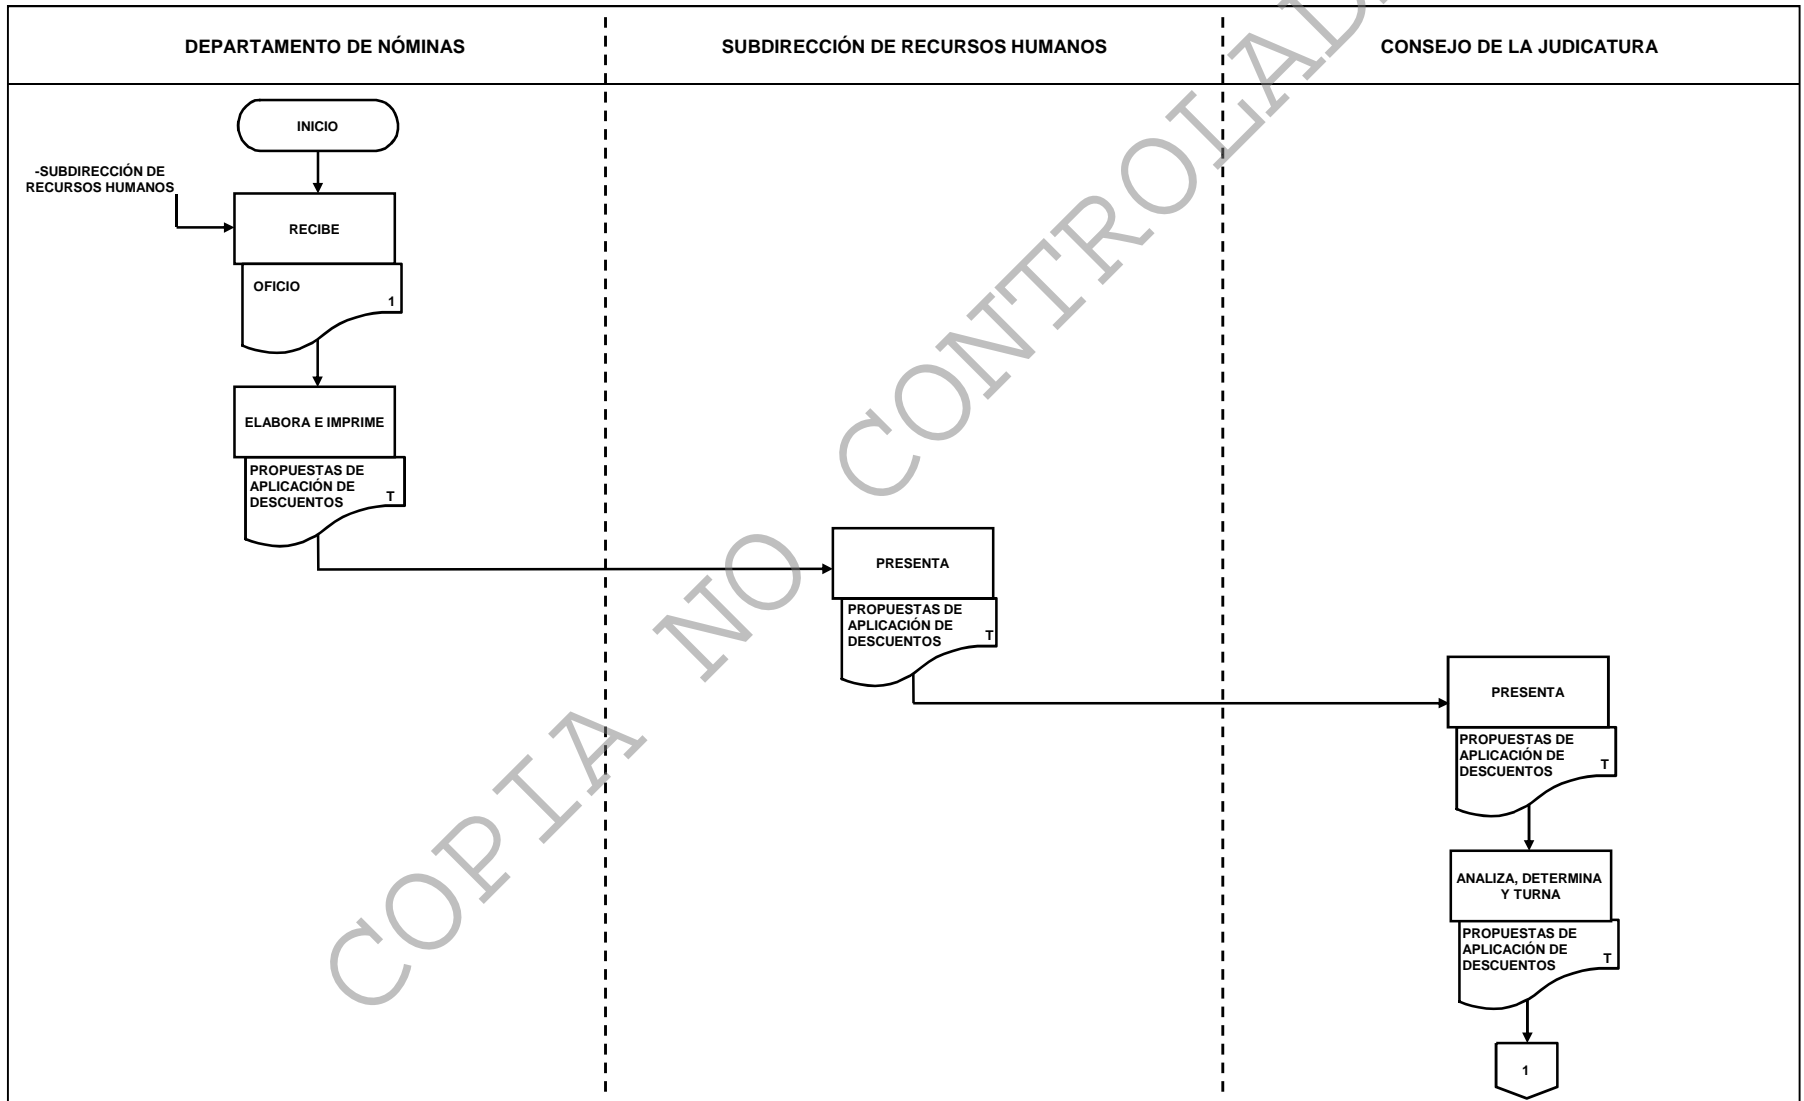 DEPARTAMENTO DE NÓMINAS
SUBDIRECCIÓN DE RECURSOS HUMANOS
CONSEJO DE LA JUDICATURA
INICIO
-SUBDIRECCIÓN DE
RECURSOS HUMANOS
RECIBE
OFICIO
1
ELABORA E IMPRIME
PROPUESTAS DE
APLICACIÓN DE
DESCUENTOS
T
PRESENTA
PROPUESTAS DE
APLICACIÓN DE
DESCUENTOS
T
PRESENTA
PROPUESTAS DE
APLICACIÓN DE
DESCUENTOS
T
ANALIZA, DETERMINA
Y TURNA
PROPUESTAS DE
APLICACIÓN DE
DESCUENTOS
T
1
COPIA NO CONTROLAD